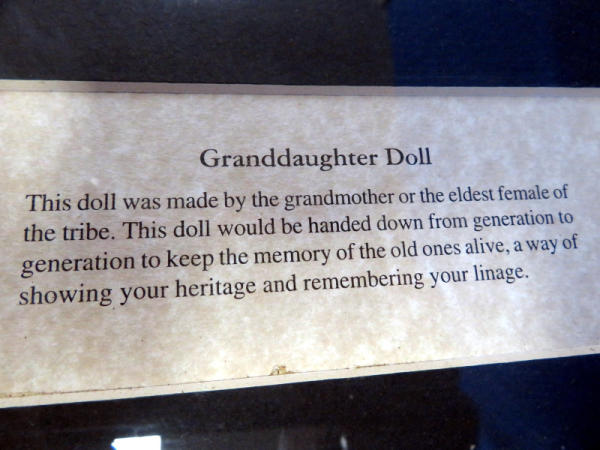 Granddaughter Doll
This doll was made by the grandmother or the eldest female of
the tribe. This doll would be handed down from generation to
generation to keep the memory of the old ones alive, a way of
showing your heritage and remembering your linage.